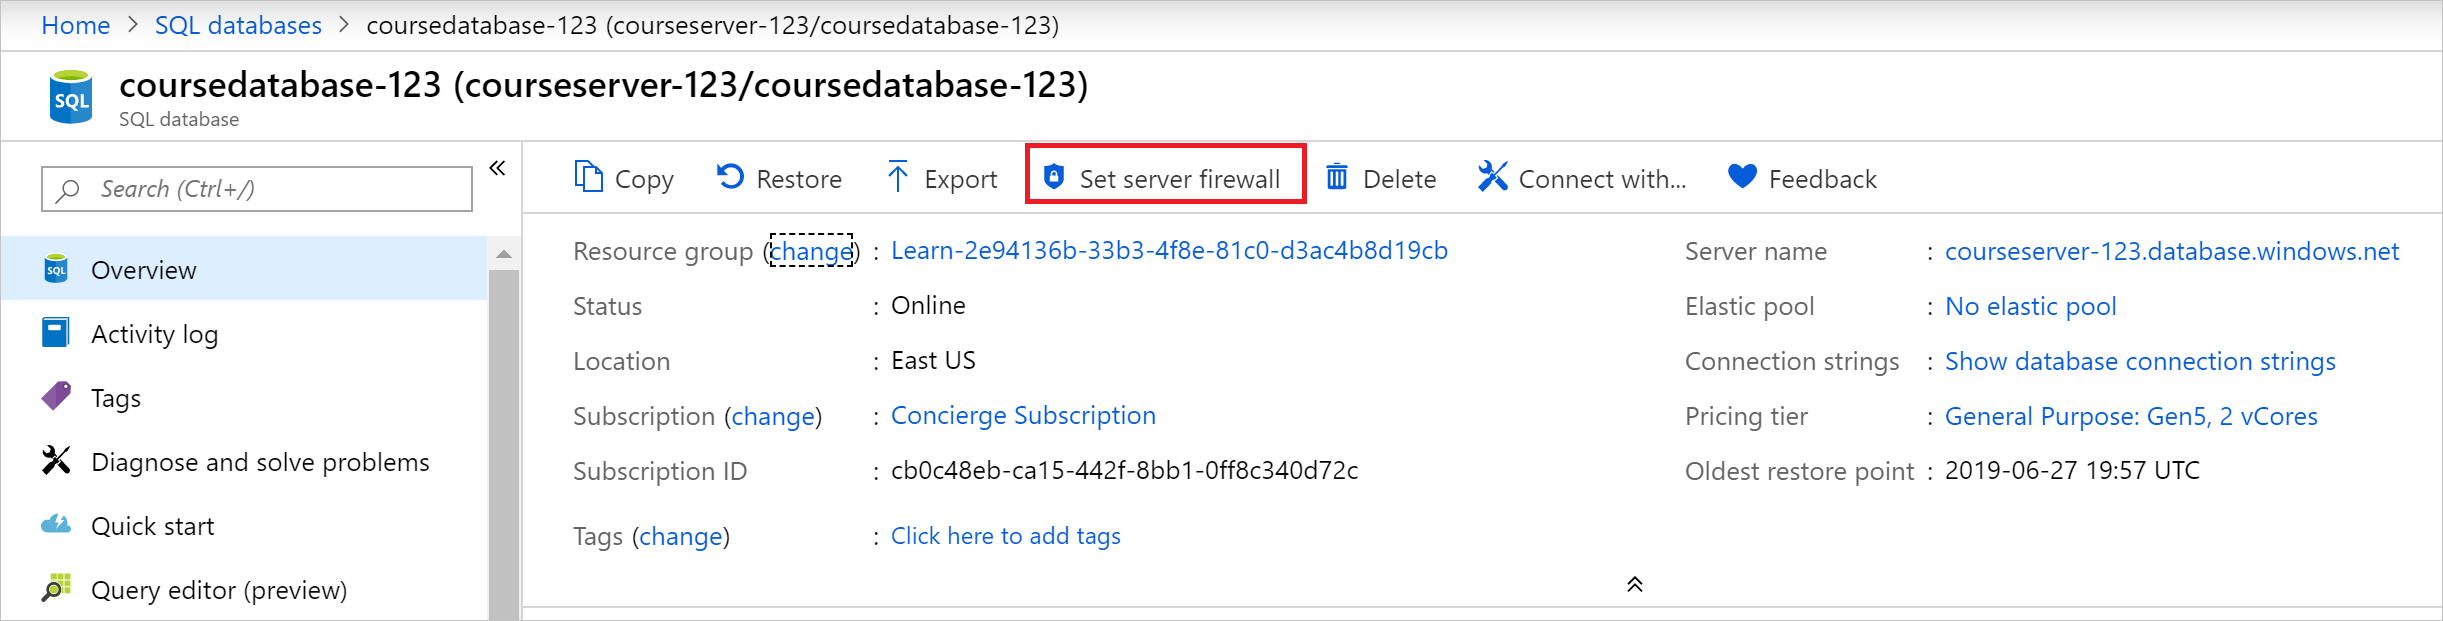 Home > SQL databases > coursedatabase-123 (courseserver-123/coursedatabase-123)
SQL
coursedatabase-123 (courseserver-123/coursedatabase-123)
SQL database
Search (Ctrl+/)
SQL
Overview
Activity log
Tags
Diagnose and solve problems
Quick start
Query editor (preview)
Copy Restore Export Set server firewall Delete Connect with... Feedback
Resource group (change) : Learn-2e94136b-33b3-4f8e-81c0-d3ac4b8d19cb
Status : Online
Location : East US
Subscription (change) : Concierge Subscription
Subscription ID : cb0c48eb-ca15-442f-8bb1-0ff8c340d72c
Tags (change) : Click here to add tags
Server name : courseserver-123.database.windows.net
Elastic pool : No elastic pool
Connection strings : Show database connection strings
Pricing tier : General Purpose: Gen5, 2 vCores
Oldest restore point : 2019-06-27 19:57 UTC